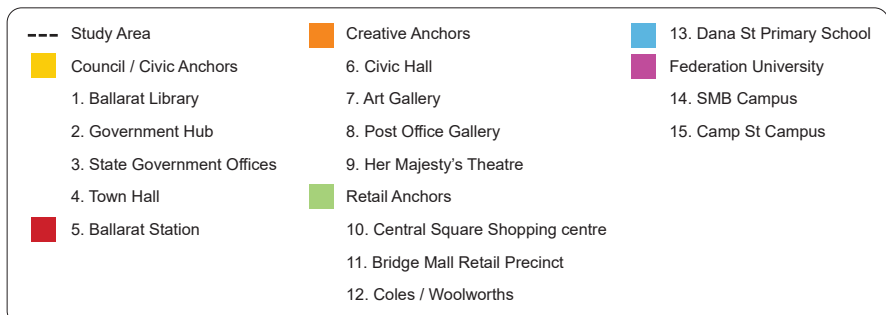 Study Area
Council / Civic Anchors
1. Ballarat Library
2. Government Hub
3. State Government Offices
4. Town Hall
5. Ballarat Station
Creative Anchors
6. Civic Hall
7. Art Gallery
8. Post Office Gallery
9. Her Majesty's Theatre
Retail Anchors
10. Central Square Shopping centre
11. Bridge Mall Retail Precinct
12. Coles / Woolworths
13. Dana St Primary School
Federation University
14. SMB Campus
15. Camp St Campus